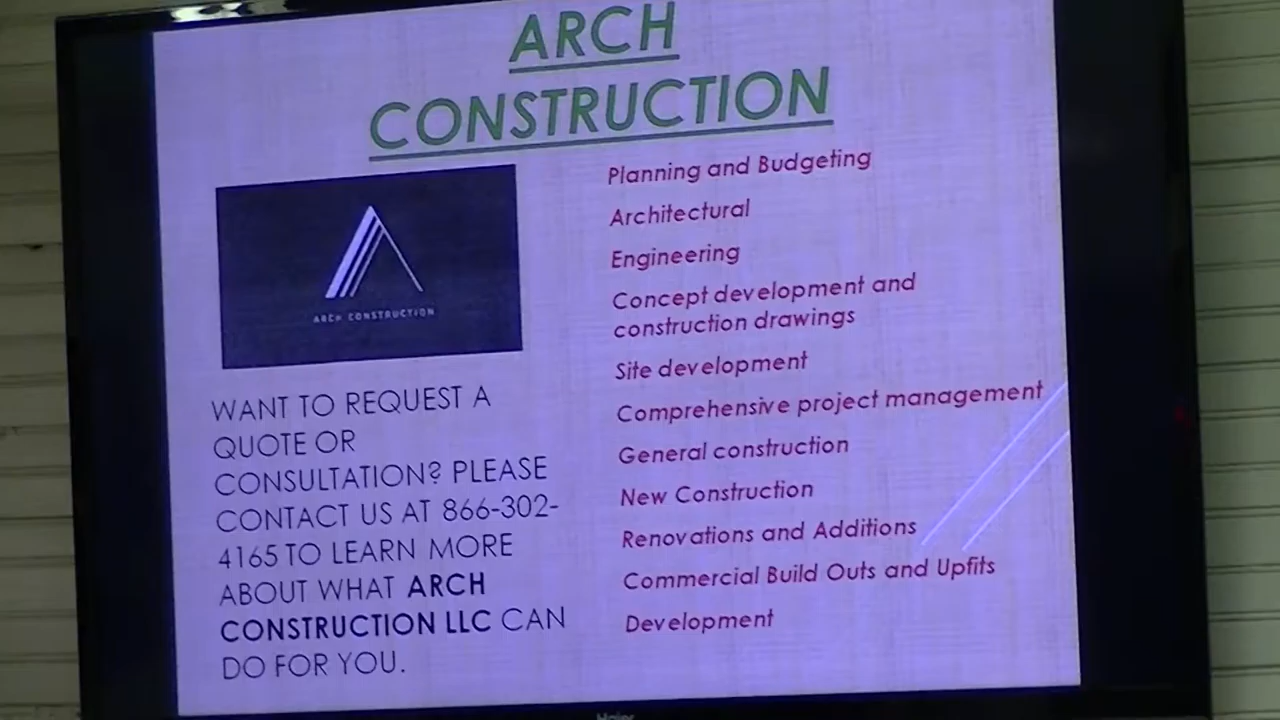 ARCH
CONSTRUCTION
ARCH CONSTRUCTION
WANT TO REQUEST A
QUOTE OR
CONSULTATION? PLEASE
CONTACT US AT 866-302-
4165 TO LEARN MORE
ABOUT WHAT ARCH
CONSTRUCTION LLC CAN
DO FOR YOU.
Planning and Budgeting
Architectural
Engineering
Concept development and
construction drawings
Site development
Comprehensive project management
General construction
New Construction
Renovations and Additions
Commercial Build Outs and Upfits
Development
Haier